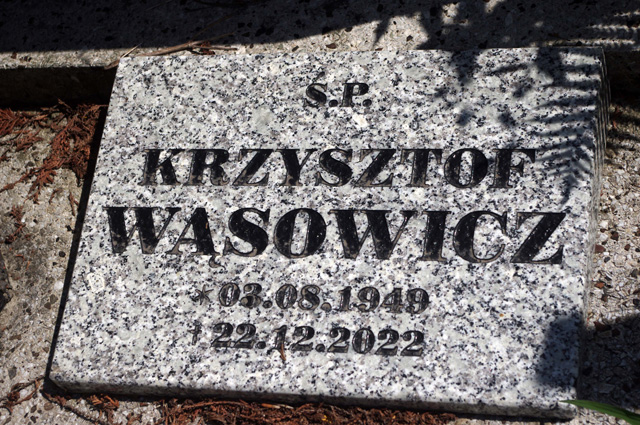 Ś.P.
KRZYSZTOF
WĄSOWICZ
* 03.08.1949
† 22.12.2022